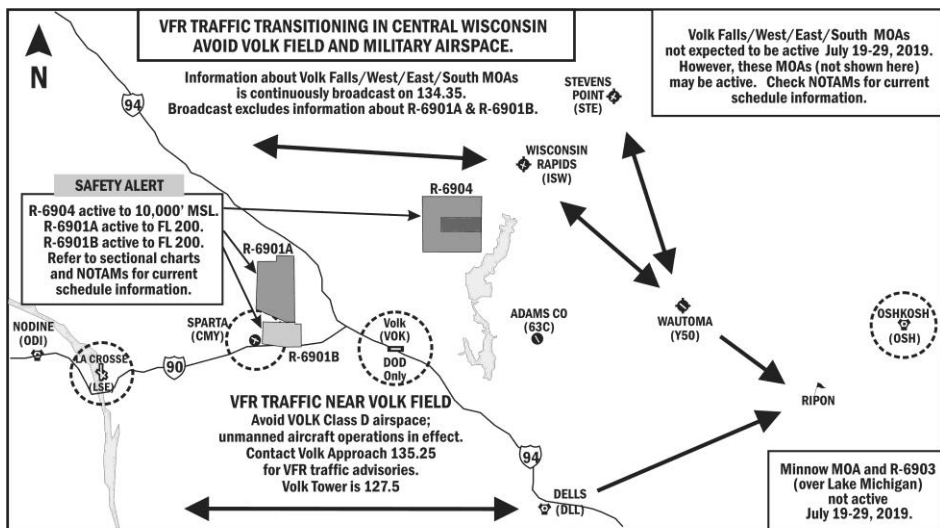 VFR TRAFFIC TRANSITIONING IN CENTRAL WISCONSIN
AVOID VOLK FIELD AND MILITARY AIRSPACE.
N
94
Information about Volk Falls/West/East/South MOAs
is continuously broadcast on 134.35.
Broadcast excludes information about R-6901A & R-6901B.
Volk Falls/West/East/South MOAs
not expected to be active July 19-29, 2019.
However, these MOAs (not shown here)
may be active. Check NOTAMs for current
schedule information.
STEVENS
POINT
(STE)
WISCONSIN
RAPIDS
(ISW)
SAFETY ALERT
R-6904 active to 10,000' MSL.
R-6901A active to FL 200.
R-6901B active to FL 200.
Refer to sectional charts
and NOTAMs for current
schedule information.
R-6904
R-6901A
NODINE
(ODI)
LA CROSSE
(LSE)
90
SPARTA
(CMY)
R-6901B
Volk
(VOK)
DOD
Only
ADAMS CO
(63C)
WAUTOMA
(Y50)
OSHKOSH
(OSH)
RIPON
VFR TRAFFIC NEAR VOLK FIELD
Avoid VOLK Class D airspace;
unmanned aircraft operations in effect.
Contact Volk Approach 135.25
for VFR traffic advisories.
Volk Tower is 127.5
94
DELLS
(DLL)
Minnow MOA and R-6903
(over Lake Michigan)
not active
July 19-29, 2019.